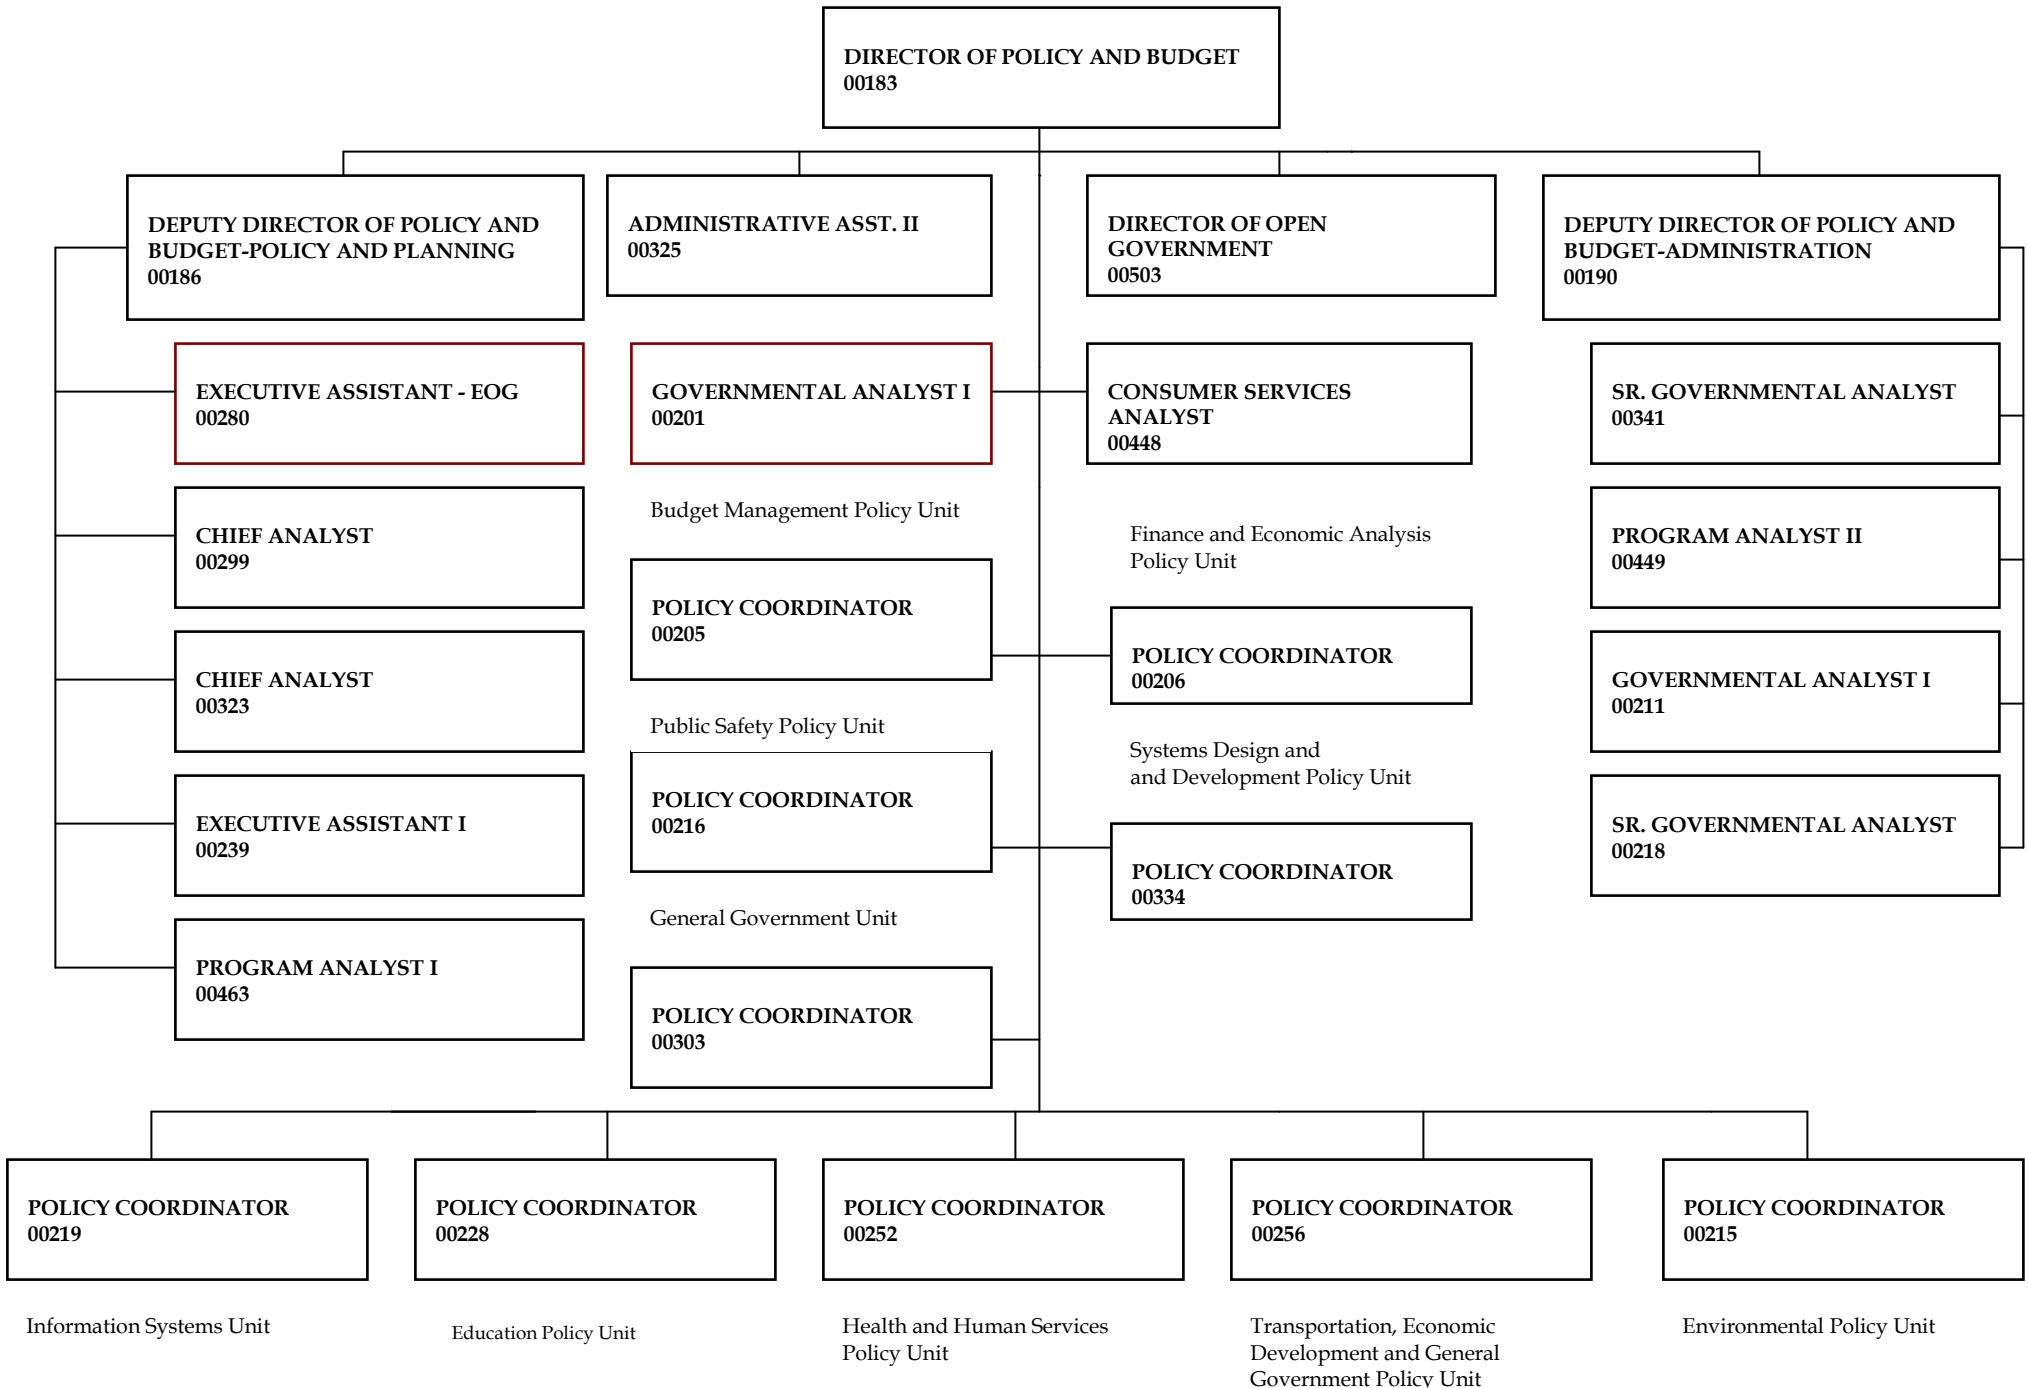 DIRECTOR OF POLICY AND BUDGET
00183
DEPUTY DIRECTOR OF POLICY AND
BUDGET-POLICY AND PLANNING
00186
ADMINISTRATIVE ASST. II
00325
DIRECTOR OF OPEN
GOVERNMENT
00503
DEPUTY DIRECTOR OF POLICY AND
BUDGET-ADMINISTRATION
00190
EXECUTIVE ASSISTANT - EOG
00280
GOVERNMENTAL ANALYST I
00201
CONSUMER SERVICES
ANALYST
00448
SR. GOVERNMENTAL ANALYST
00341
CHIEF ANALYST
00299
Budget Management Policy Unit
Finance and Economic Analysis
Policy Unit
PROGRAM ANALYST II
00449
POLICY COORDINATOR
00205
POLICY COORDINATOR
00206
CHIEF ANALYST
00323
GOVERNMENTAL ANALYST I
00211
Public Safety Policy Unit
Systems Design and
and Development Policy Unit
EXECUTIVE ASSISTANT I
00239
POLICY COORDINATOR
00216
POLICY COORDINATOR
00334
SR. GOVERNMENTAL ANALYST
00218
General Government Unit
PROGRAM ANALYST I
00463
POLICY COORDINATOR
00303
POLICY COORDINATOR
00219
POLICY COORDINATOR
00228
POLICY COORDINATOR
00252
POLICY COORDINATOR
00256
POLICY COORDINATOR
00215
Information Systems Unit
Education Policy Unit
Health and Human Services
Policy Unit
Transportation, Economic
Development and General
Government Policy Unit
Environmental Policy Unit